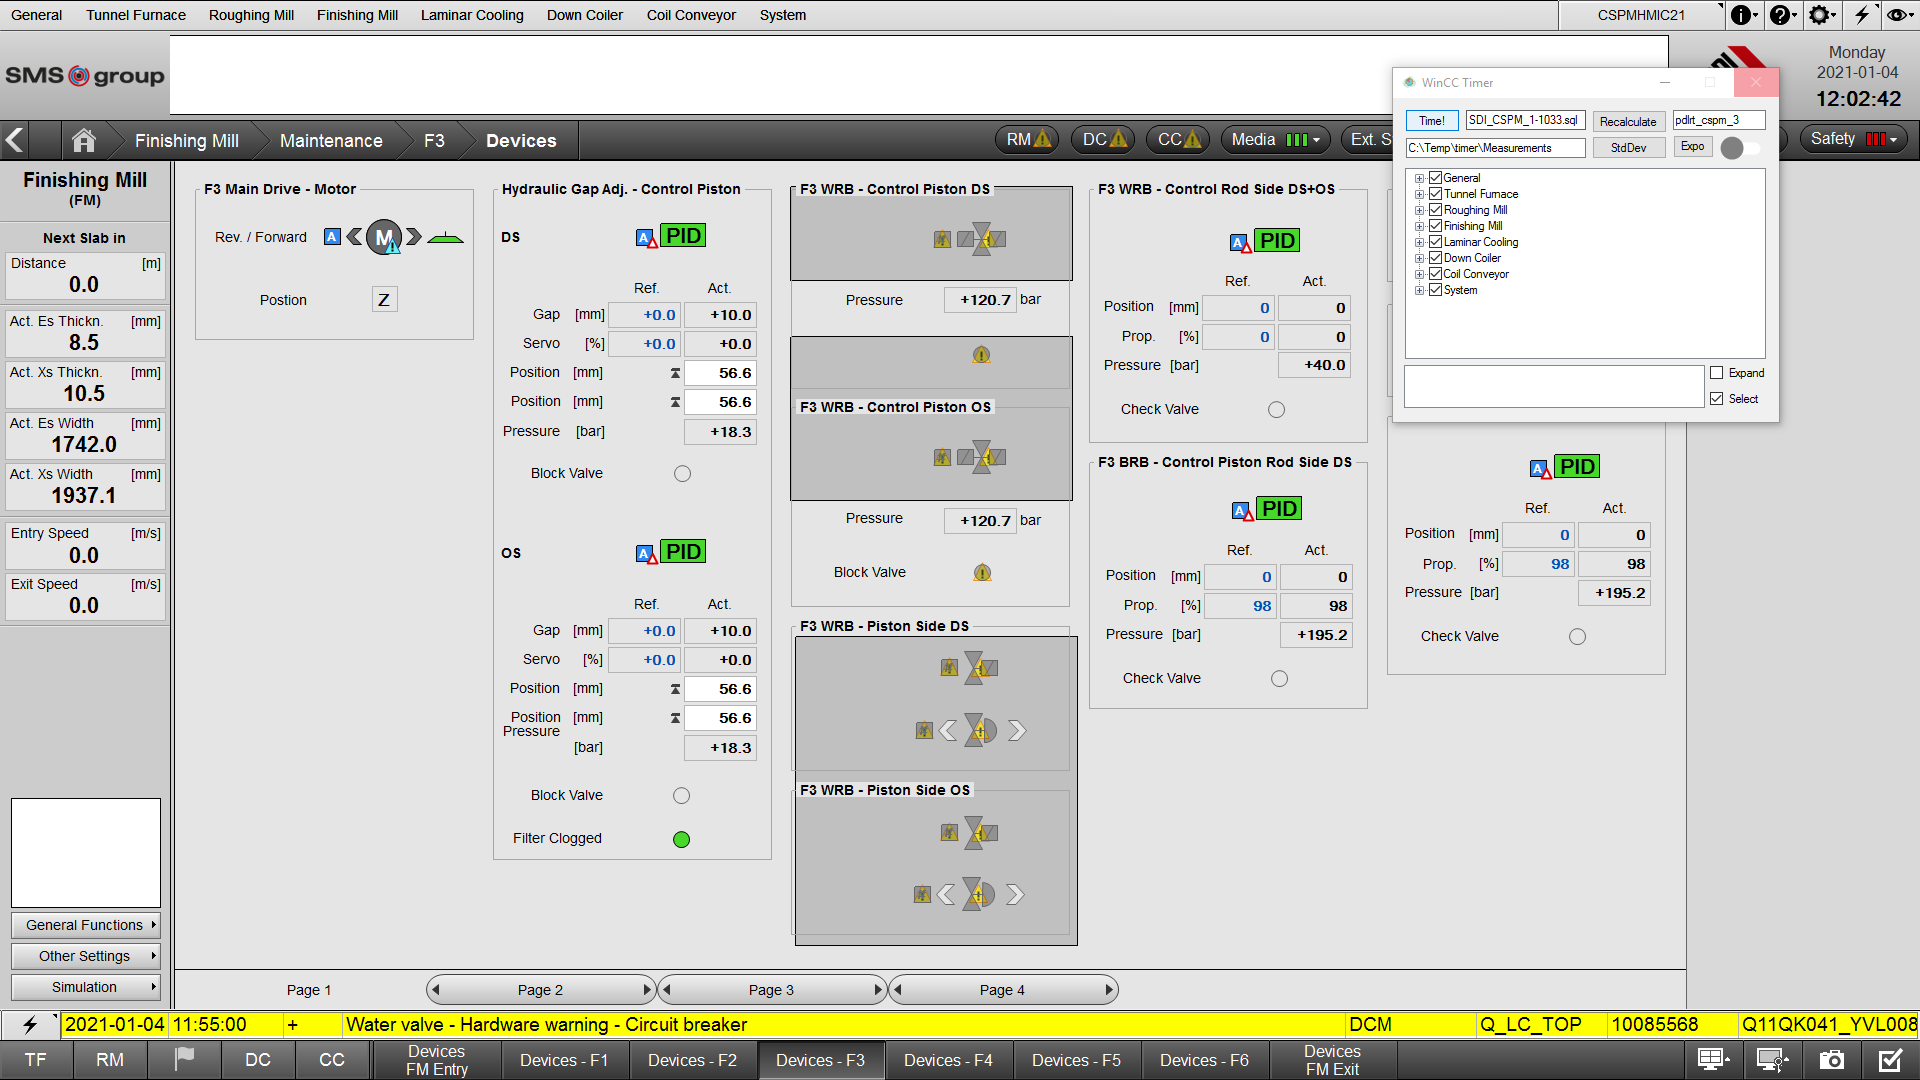 General Tunnel Furnace Roughing Mill Finishing Mill Laminar Cooling Down Coiler Coil Conveyor System CSPMHMIC21
SMS group
Monday
2021-01-04
12:02:42
Finishing Mill Maintenance F3 Devices RM DC CC Media Ext. S Safety
WinCC Timer
Time! SDI_CSPM_1-1033.sql Recalculate pdlrt_cspm_3
C:\Temp\timer\Measurements StdDev Expo
General
Tunnel Furnace
Roughing Mill
Finishing Mill
Laminar Cooling
Down Coiler
Coil Conveyor
System
Expand
Select
Finishing Mill
(FM)
Next Slab in
Distance [m]
0.0
Act. Es Thickn. [mm]
8.5
Act. Xs Thickn. [mm]
10.5
Act. Es Width [mm]
1742.0
Act. Xs Width [mm]
1937.1
Entry Speed [m/s]
0.0
Exit Speed [m/s]
0.0
General Functions
Other Settings
Simulation
F3 Main Drive - Motor
Rev. / Forward A M
Postion Z
Hydraulic Gap Adj. - Control Piston
DS A PID
Ref. Act.
Gap [mm] +0.0 +10.0
Servo [%] +0.0 +0.0
Position [mm] 56.6
Position [mm] 56.6
Pressure [bar] +18.3
Block Valve
OS A PID
Ref. Act.
Gap [mm] +0.0 +10.0
Servo [%] +0.0 +0.0
Position [mm] 56.6
Position [mm] 56.6
Pressure
[bar] +18.3
Block Valve
Filter Clogged
F3 WRB - Control Piston DS
Pressure +120.7 bar
F3 WRB - Control Piston OS
Pressure +120.7 bar
Block Valve
F3 WRB - Piston Side DS
F3 WRB - Piston Side OS
F3 WRB - Control Rod Side DS+OS
A PID
Ref. Act.
Position [mm] 0 0
Prop. [%] 0 0
Pressure [bar] +40.0
Check Valve
F3 BRB - Control Piston Rod Side DS
A PID
Ref. Act.
Position [mm] 0 0
Prop. [%] 98 98
Pressure [bar] +195.2
Check Valve
A PID
Ref. Act.
Position [mm] 0 0
Prop. [%] 98 98
Pressure [bar] +195.2
Check Valve
Page 1 Page 2 Page 3 Page 4
2021-01-04 11:55:00 + Water valve - Hardware warning - Circuit breaker DCM Q_LC_TOP 10085568 Q11QK041_YVL008
TF RM DC CC Devices FM Entry Devices - F1 Devices - F2 Devices - F3 Devices - F4 Devices - F5 Devices - F6 Devices FM Exit